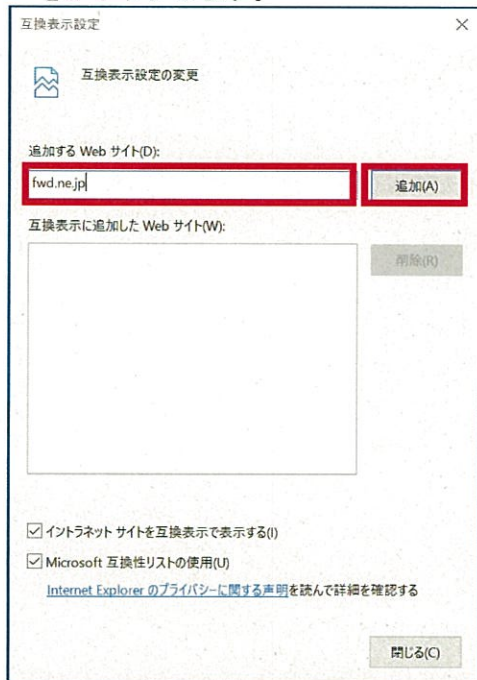 互換表示設定
互換表示設定の変更
追加する Web サイト(D):
fwd.ne.jp
追加(A)
互換表示に追加した Web サイト(W):
削除(R)
イントラネット サイトを互換表示で表示する(I)
Microsoft 互換性リストの使用(U)
Internet Explorer のプライバシーに関する声明を読んで詳細を確認する
閉じる(C)